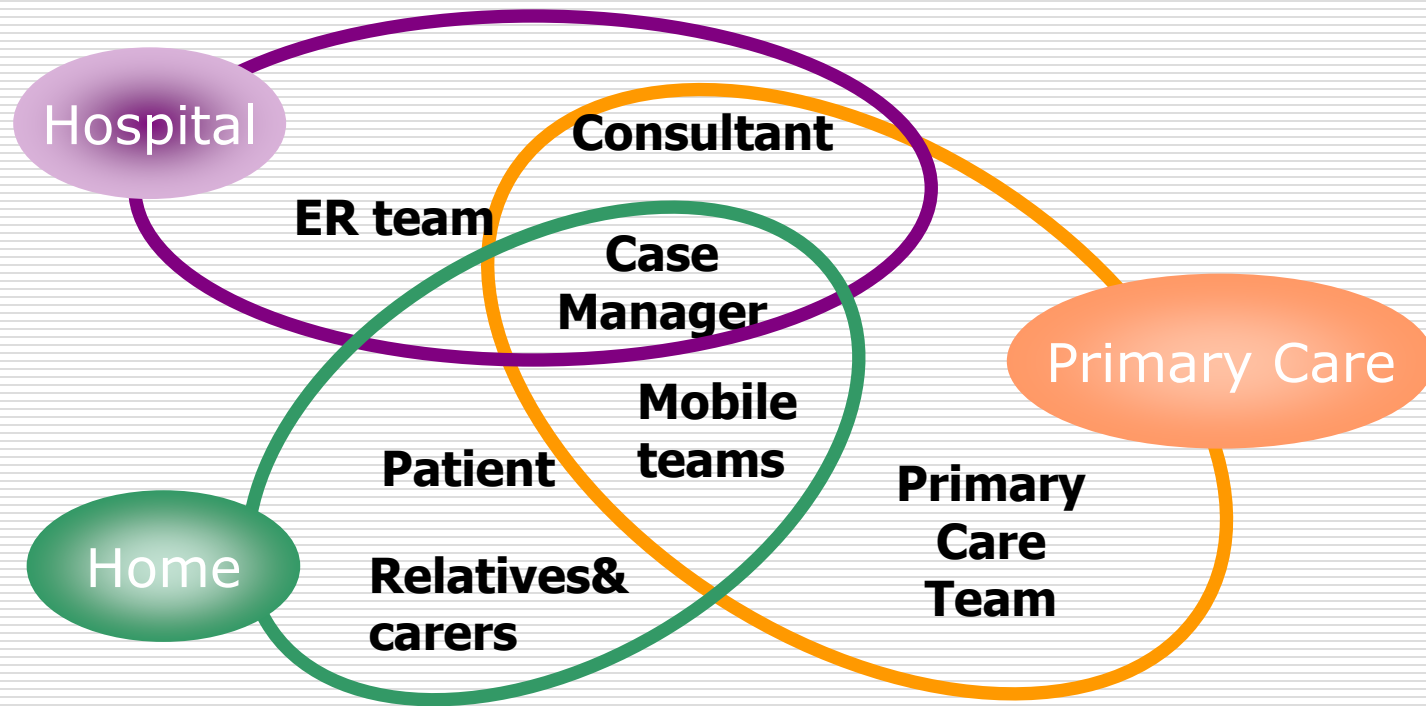 Hospital
Consultant
ER team
Case
Manager
Primary Care
Mobile
teams
Patient
Primary
Care
Team
Home
Relatives&
carers